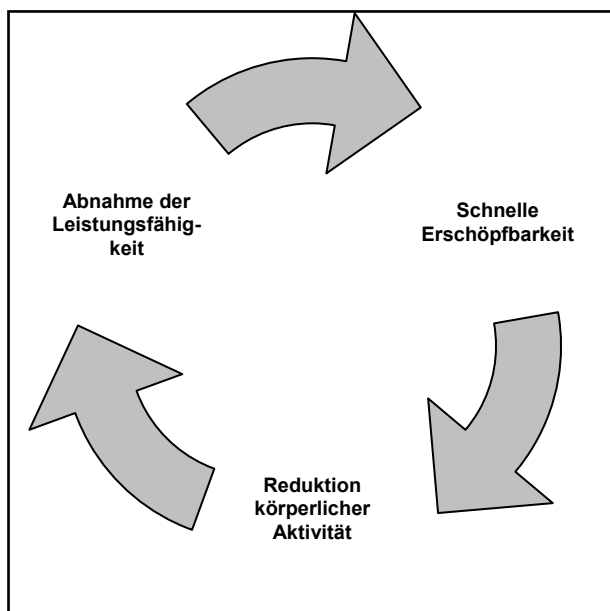 Abnahme der
Leistungsfähig-
keit
Schnelle
Erschöpfbarkeit
Reduktion
körperlicher
Aktivität